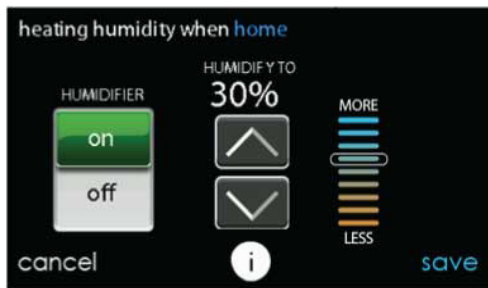 heating humidity when home
HUMIDIFY TO
30%
HUMIDIFIER
on
off
MORE
LESS
cancel
i
save